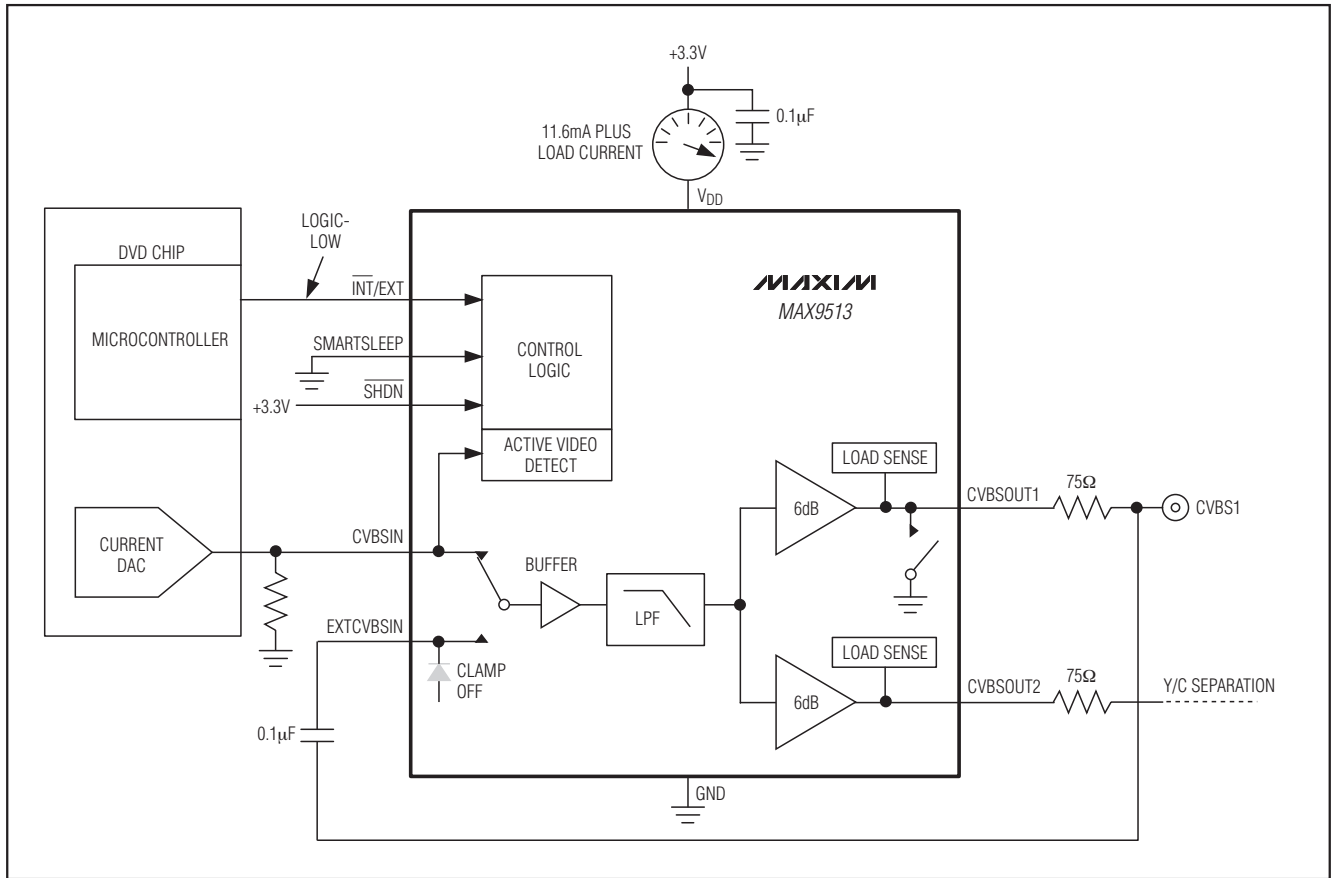 +3.3V
0.1μF
11.6mA PLUS
LOAD CURRENT
VDD
LOGIC-
LOW
DVD CHIP
MICROCONTROLLER
INT/EXT
SMARTSLEEP
SHDN
+3.3V
CONTROL
LOGIC
ACTIVE VIDEO
DETECT
MAXIM
MAX9513
LOAD SENSE
CVBSOUT1
75Ω
CVBS1
6dB
CURRENT
DAC
CVBSIN
BUFFER
LPF
EXTCVBSIN
CLAMP
OFF
LOAD SENSE
CVBSOUT2
75Ω
Y/C SEPARATION
6dB
0.1μF
GND